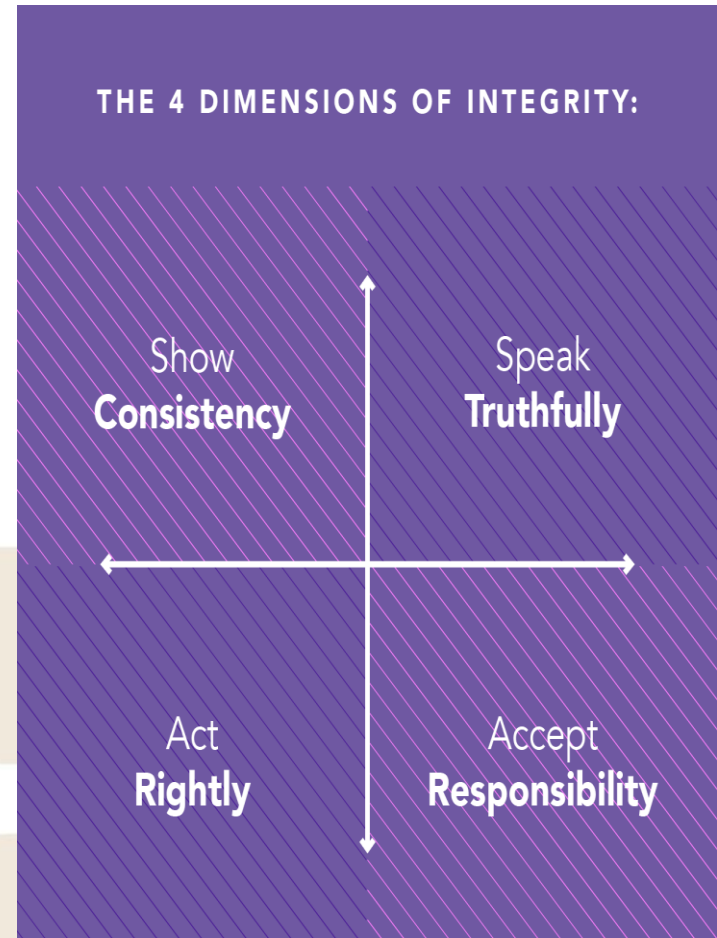 THE 4 DIMENSIONS OF INTEGRITY:
Show
Consistency
Speak
Truthfully
Act
Rightly
Accept
Responsibility